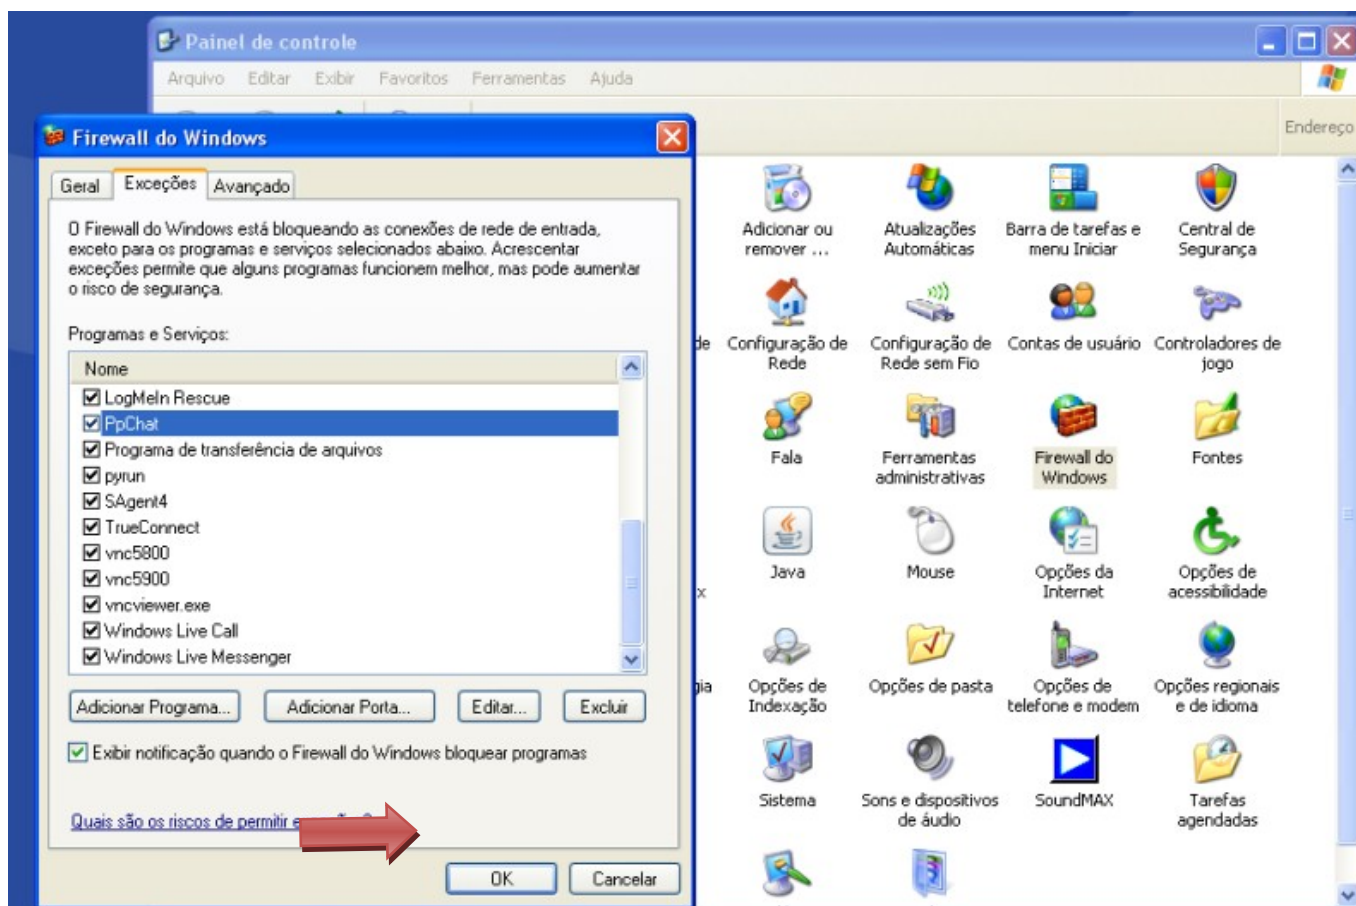 Painel de controle
Arquivo Editar Exibir Favoritos Ferramentas Ajuda
Endereço
Firewall do Windows
Geral Exceções Avançado
O Firewall do Windows está bloqueando as conexões de rede de entrada,
exceto para os programas e serviços selecionados abaixo. Acrescentar
exceções permite que alguns programas funcionem melhor, mas pode aumentar
o risco de segurança.
Programas e Serviços:
Nome
LogMeIn Rescue
PpChat
Programa de transferência de arquivos
pyrun
SAgent4
TrueConnect
vnc5800
vnc5900
vncviewer.exe
Windows Live Call
Windows Live Messenger
Adicionar Programa... Adicionar Porta... Editar... Excluir
Exibir notificação quando o Firewall do Windows bloquear programas
Quais são os riscos de permitir
OK Cancelar
Adicionar ou
remover ...
Atualizações
Automáticas
Barra de tarefas e
menu Iniciar
Central de
Segurança
de
Configuração de
Rede
Configuração de
Rede sem Fio
Contas de usuário
Controladores de
jogo
Fala
Ferramentas
administrativas
Firewall do
Windows
Fontes
x
Java
Mouse
Opções da
Internet
Opções de
acessibilidade
gia
Opções de
Indexação
Opções de pasta
Opções de
telefone e modem
Opções regionais
e de idioma
Sistema
Sons e dispositivos
de áudio
SoundMAX
Tarefas
agendadas